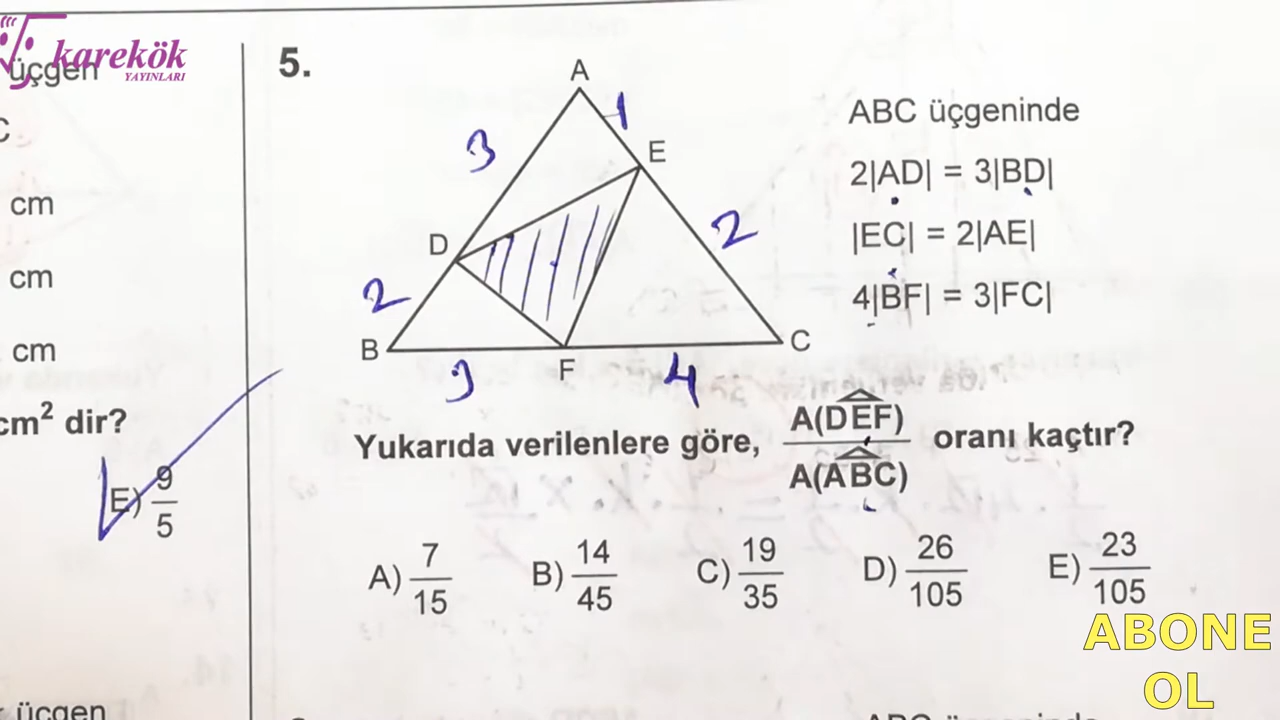 karekök
YAYINLARI
üçgen
C
cm
cm
cm
cm² dir?
E) 9/5
üçgen
5.
A
1
3
E
D
2
2
B
F
C
3
4
ABC üçgeninde
2|AD| = 3|BD|
|EC| = 2|AE|
4|BF| = 3|FC|
Yukarıda verilenlere göre, A(DEF)/A(ABC) oranı kaçtır?
A) 7/15 B) 14/45 C) 19/35 D) 26/105 E) 23/105
ABONE
OL